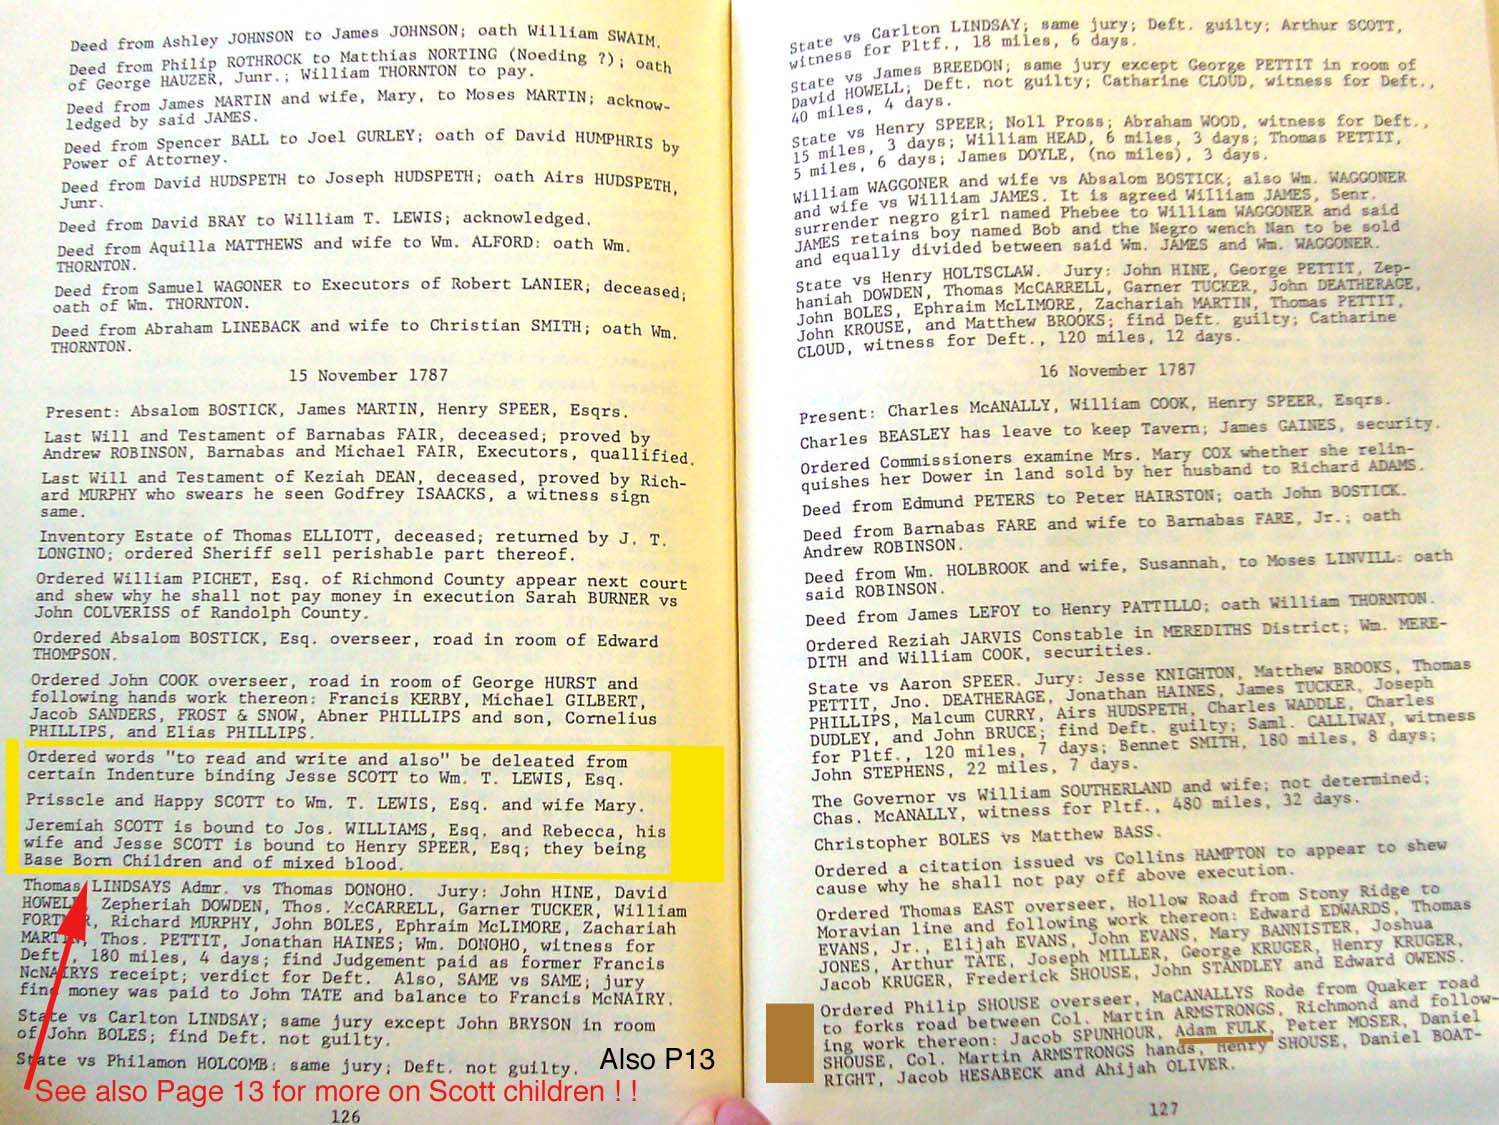 Deed from Ashley JOHNSON to James JOHNSON; oath William SWAIM.
Deed from Philip ROTHROCK to Matthias NORTING (Noeding ?); oath
of George HAUZER, Junr.; William THORNTON to pay.
Deed from James MARTIN and wife, Mary, to Moses MARTIN; acknow-
ledged by said JAMES.
Deed from Spencer BALL to Joel GURLEY; oath of David HUMPHRIS by
Power of Attorney.
Deed from David HUDSPETH to Joseph HUDSPETH; oath Airs HUDSPETH,
Junr.
Deed from David BRAY to William T. LEWIS; acknowledged.
Deed from Aquilla MATTHEWS and wife to Wm. ALFORD: oath Wm.
THORNTON.
Deed from Samuel WAGONER to Executors of Robert LANIER; deceased;
oath of Wm. THORNTON.
Deed from Abraham LINEBACK and wife to Christian SMITH; oath Wm.
THORNTON.
15 November 1787
Present: Absalom BOSTICK, James MARTIN, Henry SPEER, Esqrs.
Last Will and Testament of Barnabas FAIR, deceased; proved by
Andrew ROBINSON, Barnabas and Michael FAIR, Executors, quallified.
Last Will and Testament of Keziah DEAN, deceased, proved by Rich-
ard MURPHY who swears he seen Godfrey ISAACKS, a witness sign
same.
Inventory Estate of Thomas ELLIOTT, deceased; returned by J. T.
LONGINO; ordered Sheriff sell perishable part thereof.
Ordered William PICHET, Esq. of Richmond County appear next court
and shew why he shall not pay money in execution Sarah BURNER vs
John COLVERISS of Randolph County.
Ordered Absalom BOSTICK, Esq. overseer, road in room of Edward
THOMPSON.
Ordered John COOK overseer, road in room of George HURST and
following hands work thereon: Francis KERBY, Michael GILBERT,
Jacob SANDERS, FROST & SNOW, Abner PHILLIPS and son, Cornelius
PHILLIPS, and Elias PHILLIPS.
Ordered words "to read and write and also" be deleated from
certain Indenture binding Jesse SCOTT to Wm. T. LEWIS, Esq.
Prisscle and Happy SCOTT to Wm. T. LEWIS, Esq. and wife Mary.
Jeremiah SCOTT is bound to Jos. WILLIAMS, Esq. and Rebecca, his
wife and Jesse SCOTT is bound to Henry SPEER, Esq; they being
Base Born Children and of mixed blood.
Thomas LINDSAYS Admr. vs Thomas DONOHO. Jury: John HINE, David
HOWELL, Zepheriah DOWDEN, Thos. McCARRELL, Garner TUCKER, William
FORTNER, Richard MURPHY, John BOLES, Ephraim McLIMORE, Zachariah
MARTIN, Thos. PETTIT, Jonathan HAINES; Wm. DONOHO, witness for
Deft., 180 miles, 4 days; find Judgement paid as former Francis
NcNAIRYS receipt; verdict for Deft. Also, SAME vs SAME; jury
find money was paid to John TATE and balance to Francis McNAIRY.
State vs Carlton LINDSAY; same jury except John BRYSON in room
of John BOLES; find Deft. not guilty.
State vs Philamon HOLCOMB: same jury; Deft. not guilty.
Also P13
See also Page 13 for more on Scott children ! !
126
State vs Carlton LINDSAY; same jury; Deft. guilty; Arthur SCOTT,
witness for Pltf., 18 miles, 6 days.
State vs James BREEDON; same jury except George PETTIT in room of
David HOWELL; Deft. not guilty; Catharine CLOUD, witness for Deft.,
40 miles, 4 days.
State vs Henry SPEER; Noll Pross; Abraham WOOD, witness for Deft.,
15 miles, 3 days; William HEAD, 6 miles, 3 days; Thomas PETTIT,
5 miles, 6 days; James DOYLE, (no miles), 3 days.
William WAGGONER and wife vs Absalom BOSTICK; also Wm. WAGGONER
and wife vs William JAMES. It is agreed William JAMES, Senr.
surrender negro girl named Phebee to William WAGGONER and said
JAMES retains boy named Bob and the Negro wench Nan to be sold
and equally divided between said Wm. JAMES and Wm. WAGGONER.
State vs Henry HOLTSCLAW. Jury: John HINE, George PETTIT, Zep-
haniah DOWDEN, Thomas McCARRELL, Garner TUCKER, John DEATHERAGE,
John BOLES, Ephraim McLIMORE, Zachariah MARTIN, Thomas PETTIT,
John KROUSE, and Matthew BROOKS; find Deft. guilty; Catharine
CLOUD, witness for Deft., 120 miles, 12 days.
16 November 1787
Present: Charles McANALLY, William COOK, Henry SPEER, Esqrs.
Charles BEASLEY has leave to keep Tavern; James GAINES, security.
Ordered Commissioners examine Mrs. Mary COX whether she relin-
quishes her Dower in land sold by her husband to Richard ADAMS.
Deed from Edmund PETERS to Peter HAIRSTON; oath John BOSTICK.
Deed from Barnabas FARE and wife to Barnabas FARE, Jr.; oath
Andrew ROBINSON.
Deed from Wm. HOLBROOK and wife, Susannah, to Moses LINVILL: oath
said ROBINSON.
Deed from James LEFOY to Henry PATTILLO; oath William THORNTON.
Ordered Reziah JARVIS Constable in MEREDITHS District; Wm. MERE-
DITH and William COOK, securities.
State vs Aaron SPEER. Jury: Jesse KNIGHTON, Matthew BROOKS, Thomas
PETTIT, Jno. DEATHERAGE, Jonathan HAINES, James TUCKER, Joseph
PHILLIPS, Malcum CURRY, Airs HUDSPETH, Charles WADDLE, Charles
DUDLEY, and John BRUCE; find Deft. guilty; Saml. CALLIWAY, witness
for Pltf., 120 miles, 7 days; Bennet SMITH, 180 miles, 8 days;
John STEPHENS, 22 miles, 7 days.
The Governor vs William SOUTHERLAND and wife; not determined;
Chas. McANALLY, witness for Pltf., 480 miles, 32 days.
Christopher BOLES vs Matthew BASS.
Ordered a citation issued vs Collins HAMPTON to appear to shew
cause why he shall not pay off above execution.
Ordered Thomas EAST overseer, Hollow Road from Stony Ridge to
Moravian line and following work thereon: Edward EDWARDS, Thomas
EVANS, Jr., Elijah EVANS, John EVANS, Mary BANNISTER, Joshua
JONES, Arthur TATE, Joseph MILLER, George KRUGER, Henry KRUGER,
Jacob KRUGER, Frederick SHOUSE, John STANDLEY and Edward OWENS.
Ordered Philip SHOUSE overseer, MaCANALLYS Rode from Quaker road
to forks road between Col. Martin ARMSTRONGS, Richmond and follow-
ing work thereon: Jacob SPUNHOUR, Adam FULK, Peter MOSER, Daniel
SHOUSE, Col. Martin ARMSTRONGS hands, Henry SHOUSE, Daniel BOAT-
RIGHT, Jacob HESABECK and Ahijah OLIVER.
127